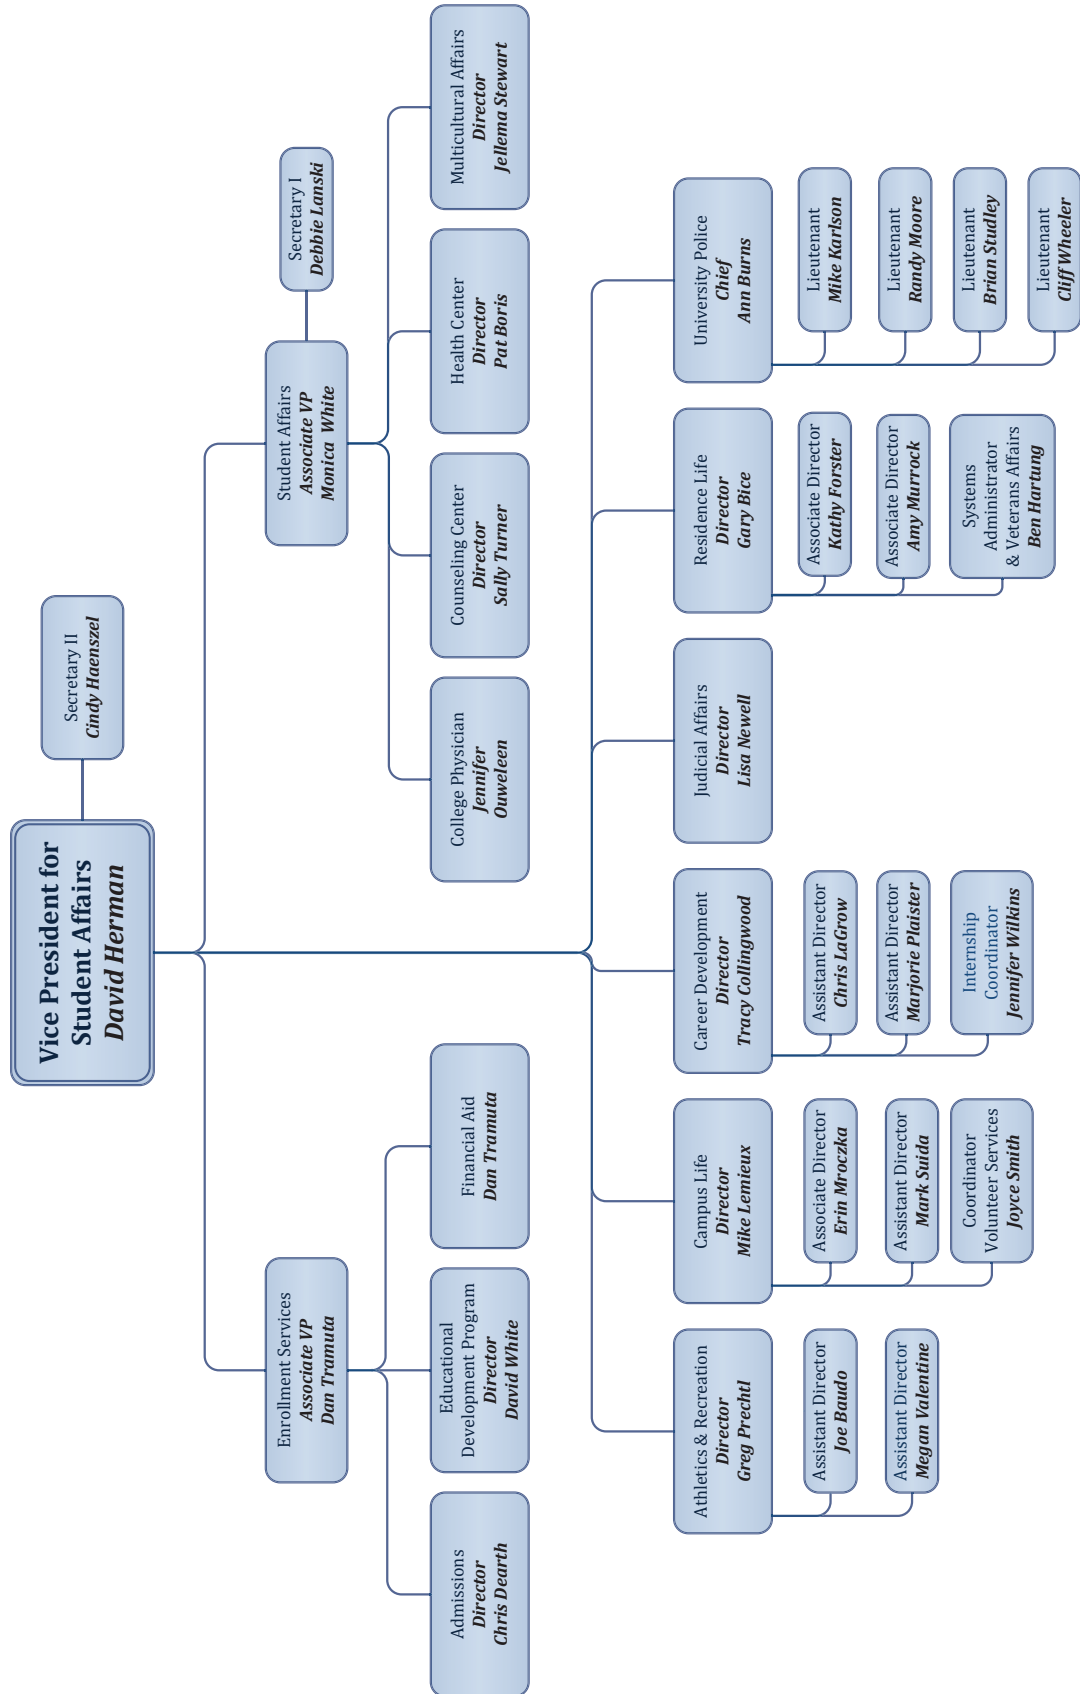 Vice President for
Student Affairs
David Herman
Secretary II
Cindy Haenszel
Enrollment Services
Associate VP
Dan Tramuta
Student Affairs
Associate VP
Monica White
Secretary I
Debbie Lanski
Admissions
Director
Chris Dearth
Educational
Development Program
Director
David White
Financial Aid
Dan Tramuta
College Physician
Jennifer
Ouweleen
Counseling Center
Director
Sally Turner
Health Center
Director
Pat Boris
Multicultural Affairs
Director
Jellema Stewart
Athletics & Recreation
Director
Greg Prechtl
Assistant Director
Joe Baudo
Assistant Director
Megan Valentine
Campus Life
Director
Mike Lemieux
Associate Director
Erin Mroczka
Assistant Director
Mark Suida
Coordinator
Volunteer Services
Joyce Smith
Career Development
Director
Tracy Collingwood
Assistant Director
Chris LaGrow
Assistant Director
Marjorie Plaister
Internship
Coordinator
Jennifer Wilkins
Judicial Affairs
Director
Lisa Newell
Residence Life
Director
Gary Bice
Associate Director
Kathy Forster
Associate Director
Amy Murrock
Systems
Administrator
& Veterans Affairs
Ben Hartung
University Police
Chief
Ann Burns
Lieutenant
Mike Karlson
Lieutenant
Randy Moore
Lieutenant
Brian Studley
Lieutenant
Cliff Wheeler